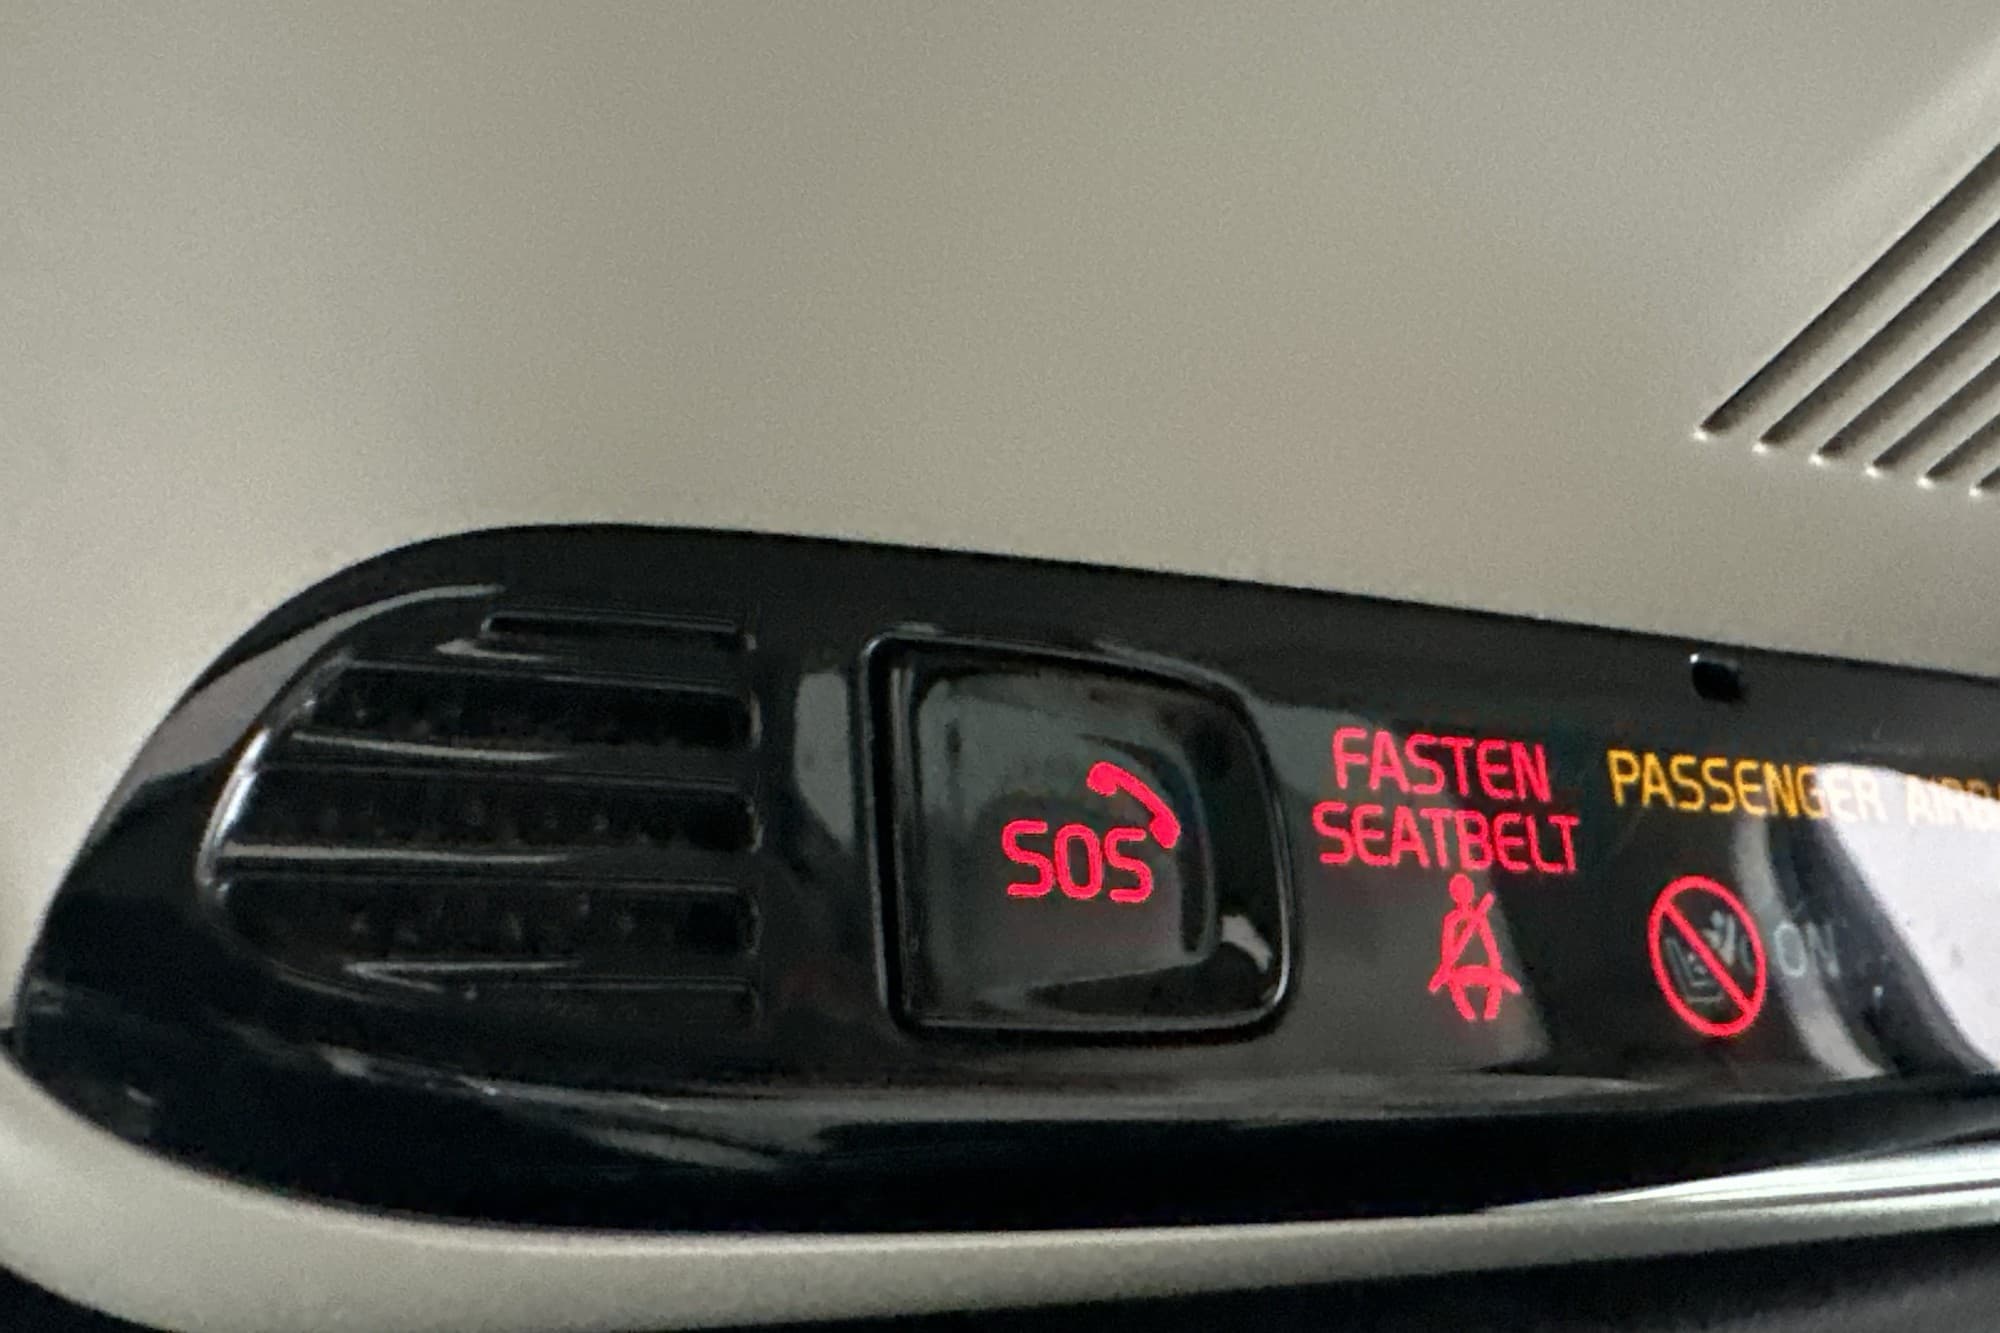 SOS
FASTEN
SEATBELT
PASSENGER
ON